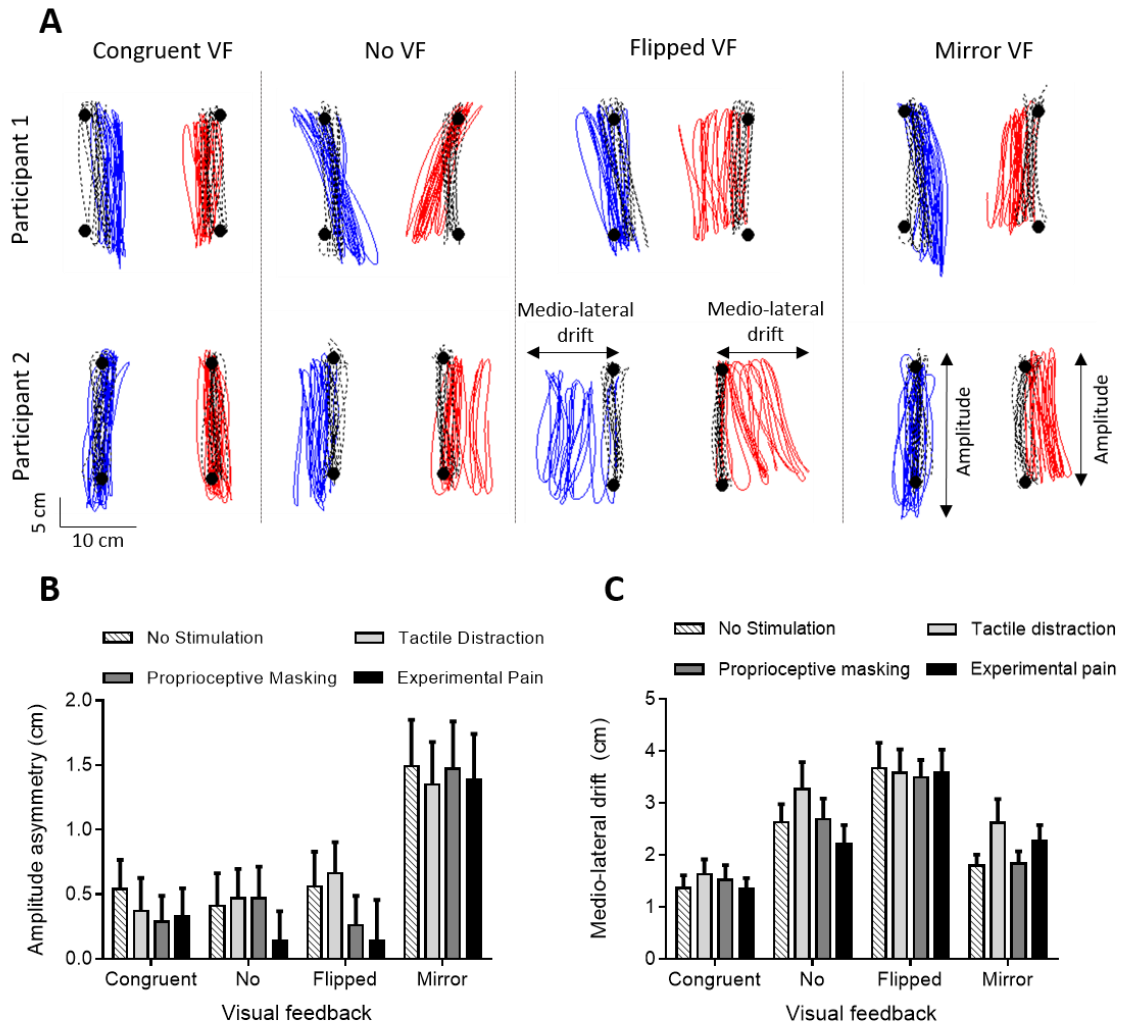 A
Congruent VF
No VF
Flipped VF
Mirror VF
Participant 1
Participant 2
Medio-lateral drift
Medio-lateral drift
Amplitude
Amplitude
5 cm
10 cm
B
No Stimulation
Tactile Distraction
Proprioceptive Masking
Experimental Pain
Amplitude asymmetry (cm)
2.0
1.5
1.0
0.5
0.0
Congruent
No
Flipped
Mirror
Visual feedback
C
No Stimulation
Tactile distraction
Proprioceptive masking
Experimental pain
Medio-lateral drift (cm)
5
4
3
2
1
0
Congruent
No
Flipped
Mirror
Visual feedback